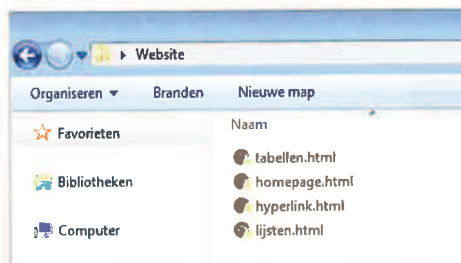 Website
Organiseren Branden Nieuwe map
Favorieten
Bibliotheken
Computer
Naam
tabellen.html
homepage.html
hyperlink.html
lijsten.html